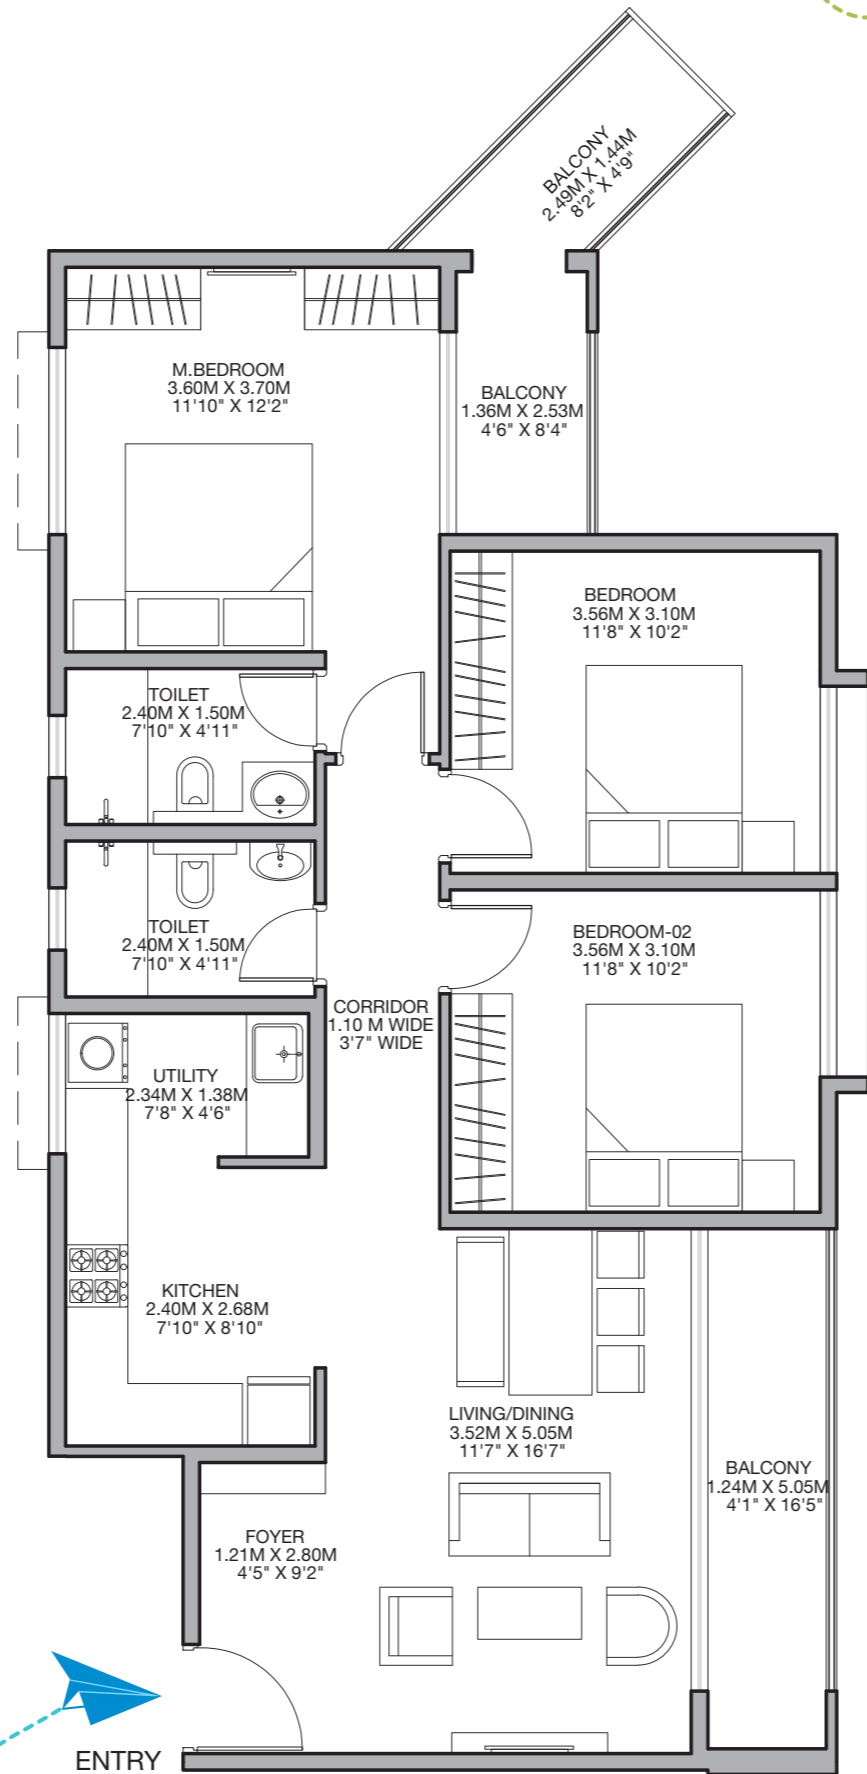 BALCONY
2.49M X 1.44M
8'2" X 4'9"
M.BEDROOM
3.60M X 3.70M
11'10" X 12'2"
BALCONY
1.36M X 2.53M
4'6" X 8'4"
BEDROOM
3.56M X 3.10M
11'8" X 10'2"
TOILET
2.40M X 1.50M
7'10" X 4'11"
TOILET
2.40M X 1.50M
7'10" X 4'11"
BEDROOM-02
3.56M X 3.10M
11'8" X 10'2"
CORRIDOR
1.10 M WIDE
3'7" WIDE
UTILITY
2.34M X 1.38M
7'8" X 4'6"
KITCHEN
2.40M X 2.68M
7'10" X 8'10"
LIVING/DINING
3.52M X 5.05M
11'7" X 16'7"
BALCONY
1.24M X 5.05M
4'1" X 16'5"
FOYER
1.21M X 2.80M
4'5" X 9'2"
ENTRY